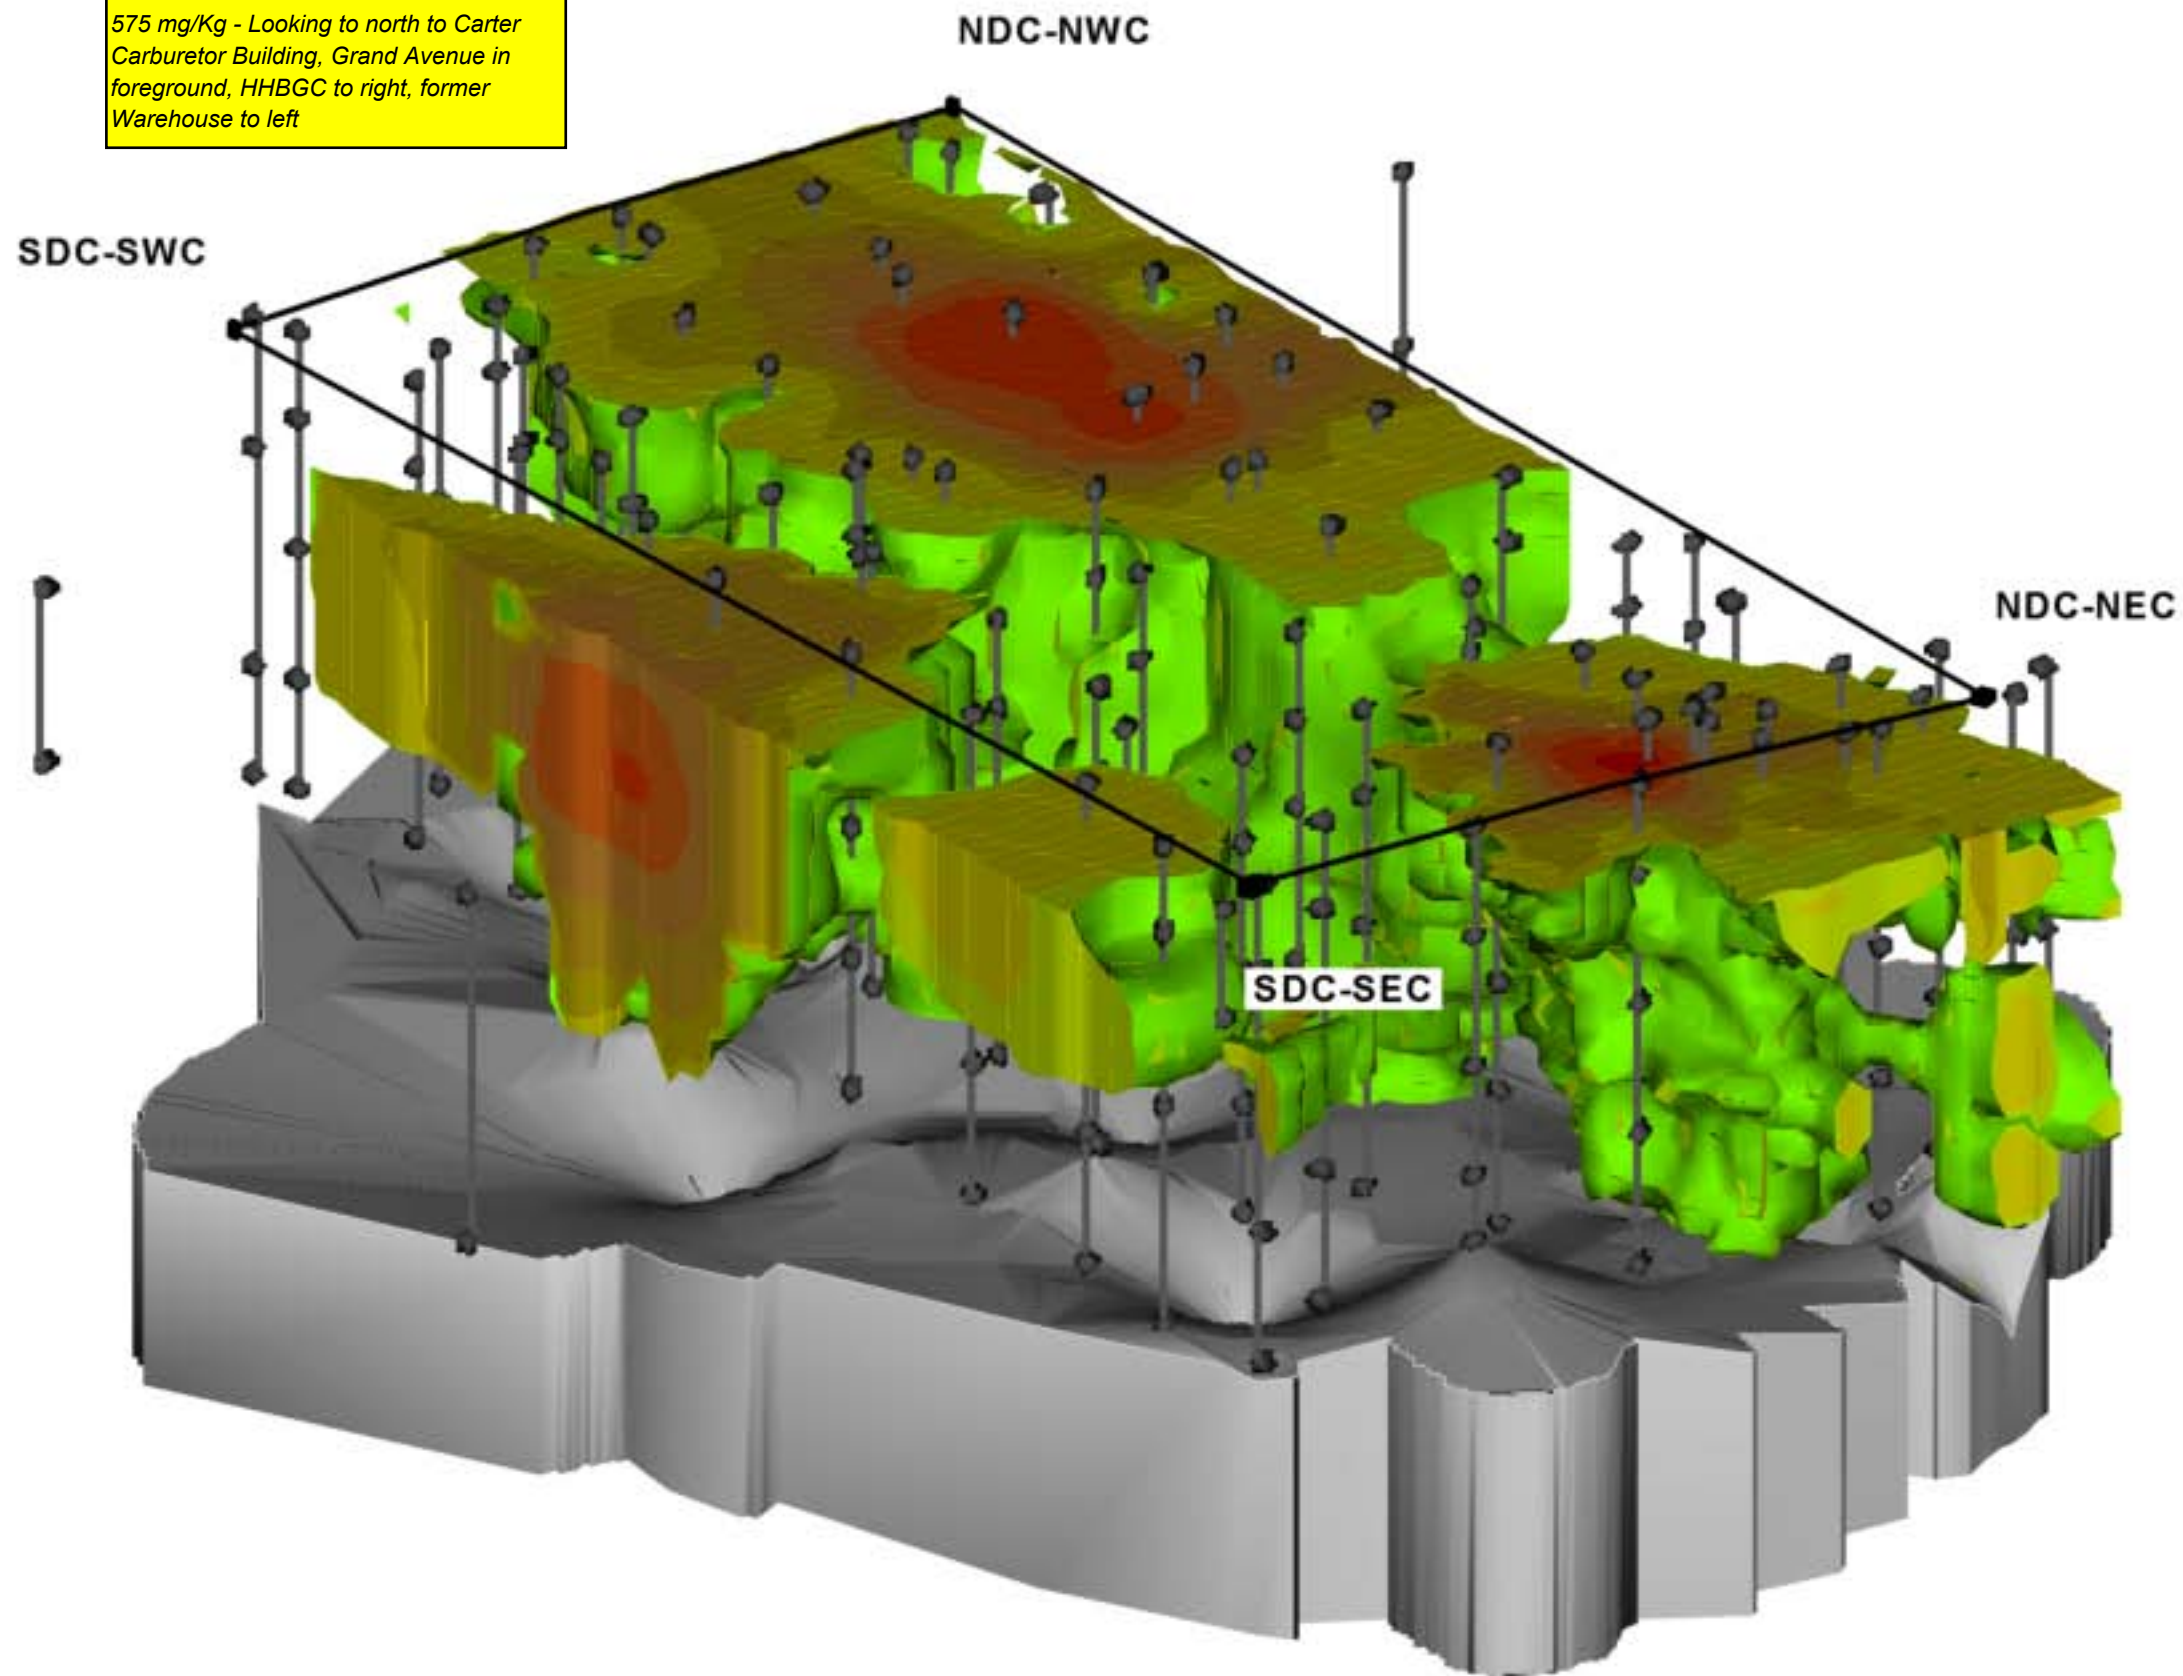 575 mg/Kg - Looking to north to Carter
Carburetor Building, Grand Avenue in
foreground, HHBGC to right, former
Warehouse to left
NDC-NWC
SDC-SWC
NDC-NEC
SDC-SEC